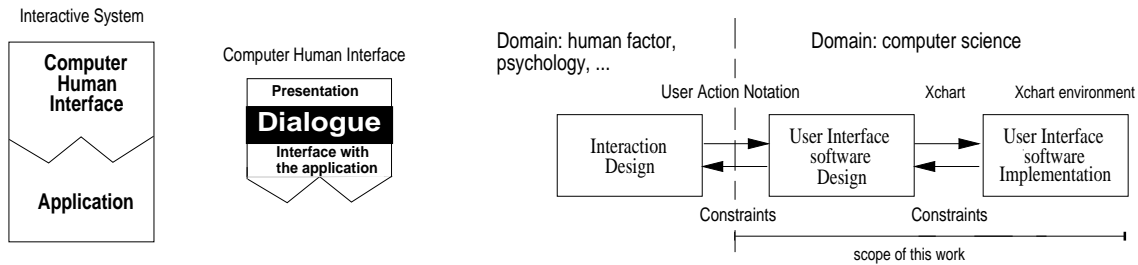 Interactive System
Computer
Human
Interface
Application
Computer Human Interface
Presentation
Dialogue
Interface with
the application
Domain: human factor,
psychology, ...
Domain: computer science
User Action Notation
Xchart
Xchart environment
Interaction
Design
User Interface
software
Design
User Interface
software
Implementation
Constraints
Constraints
scope of this work